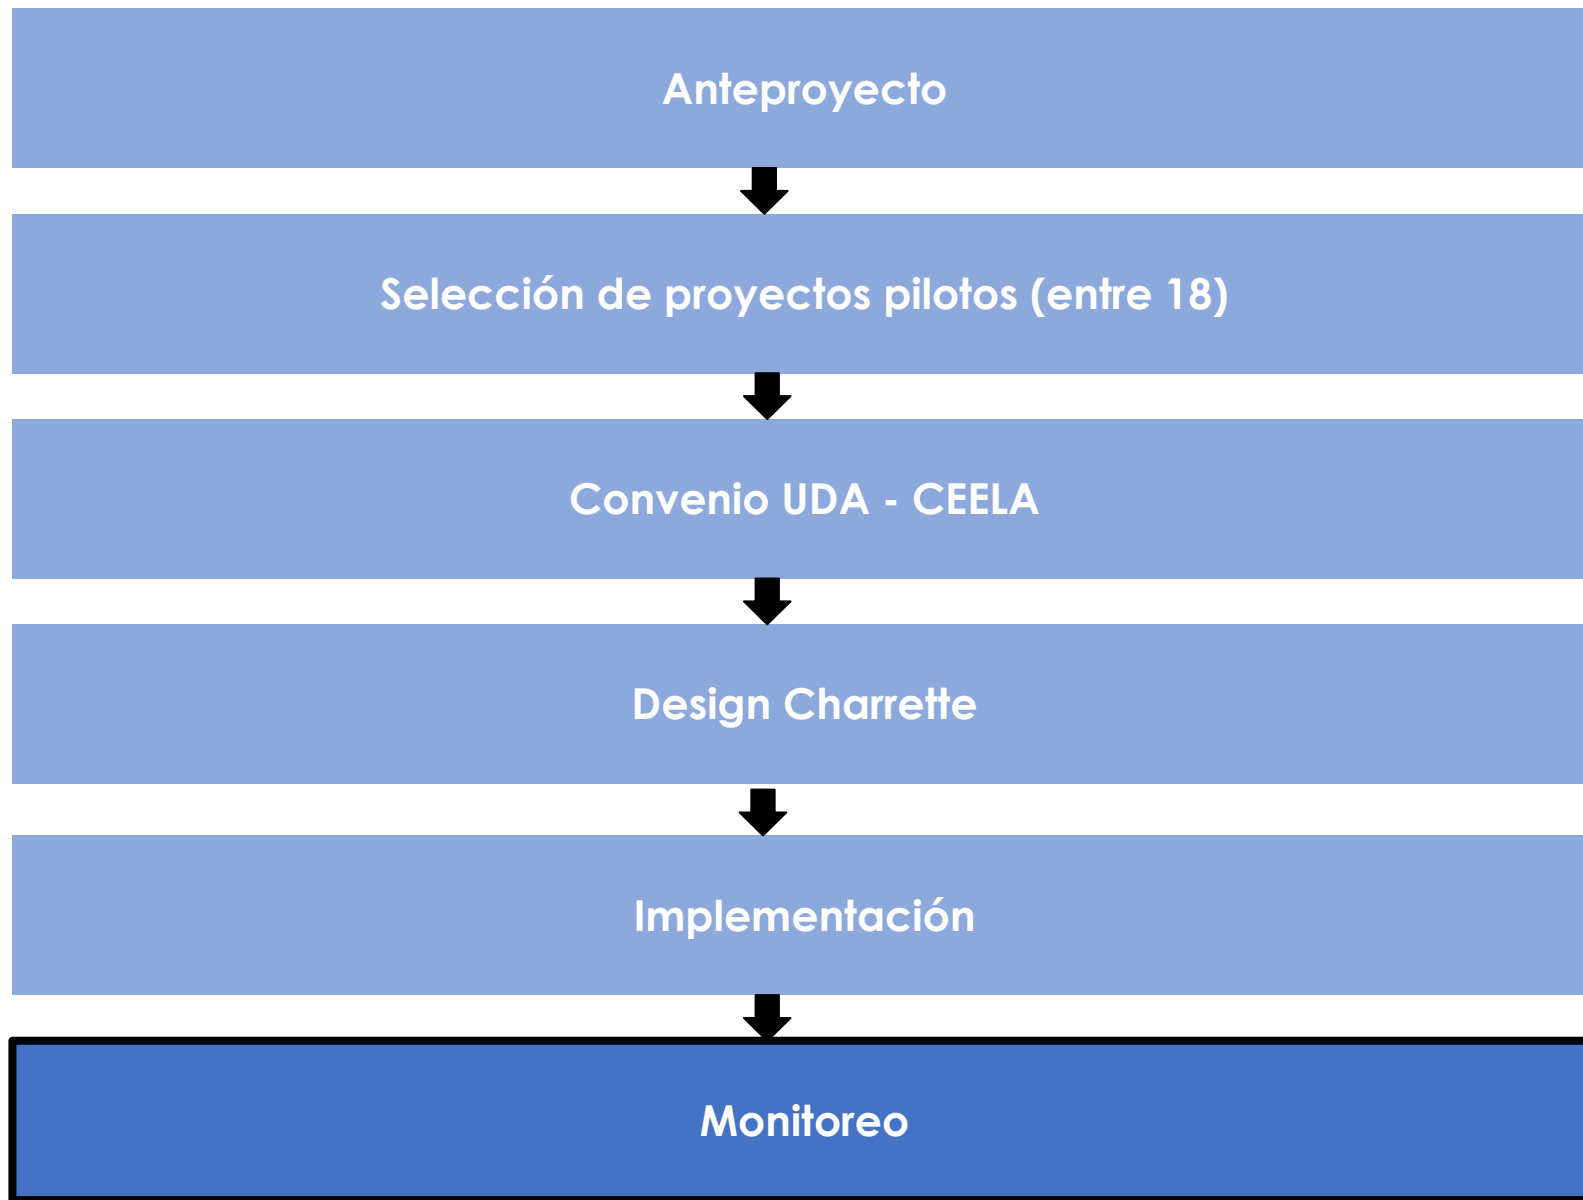 Anteproyecto
Selección de proyectos pilotos (entre 18)
Convenio UDA - CEELA
Design Charrette
Implementación
Monitoreo